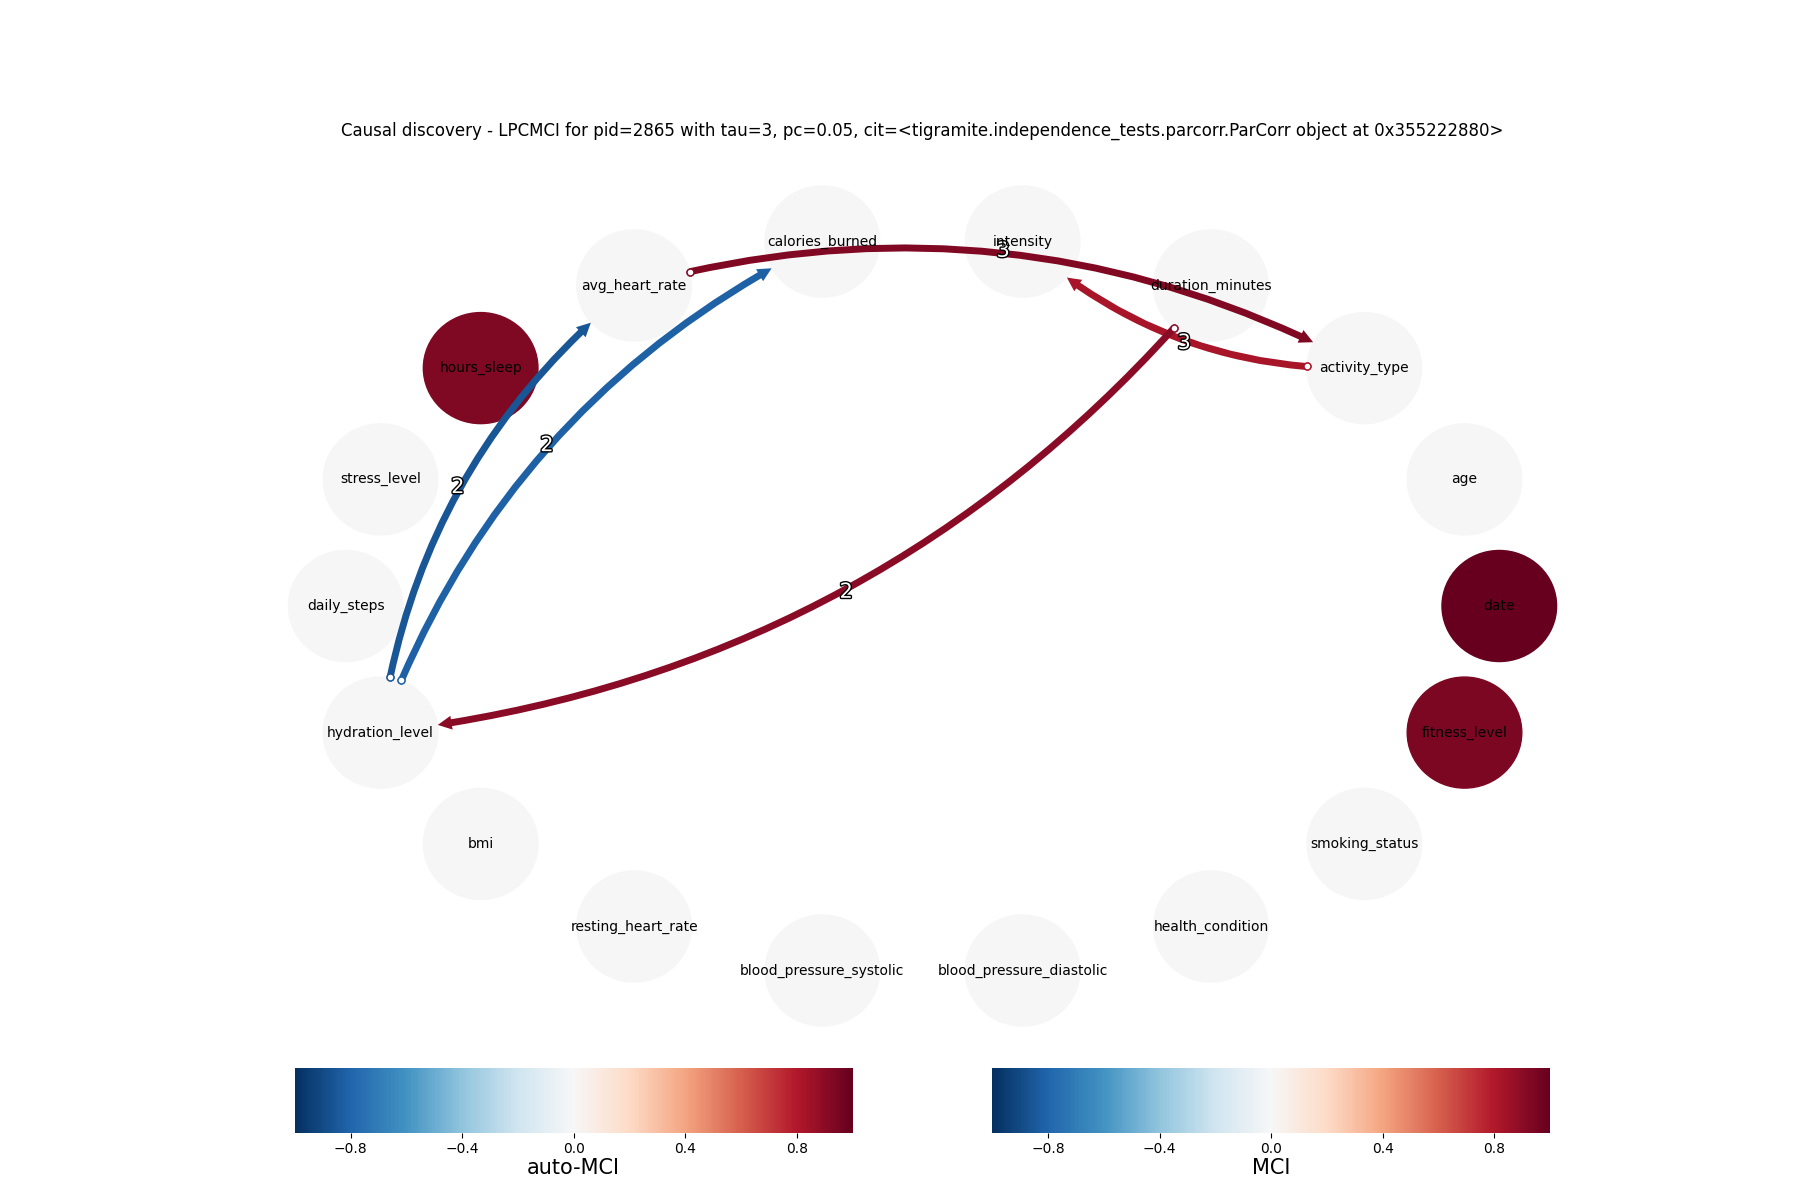 Causal discovery - LPCMCI for pid=2865 with tau=3, pc=0.05, cit=<tigramite.independence_tests.parcorr.ParCorr object at 0x355222880>
calories_burned
intensity
3
avg_heart_rate
duration_minutes
3
hours_sleep
activity_type
2
stress_level
age
2
2
daily_steps
date
hydration_level
fitness_level
bmi
smoking_status
resting_heart_rate
health_condition
blood_pressure_systolic
blood_pressure_diastolic
−0.8 −0.4 0.0 0.4 0.8
auto-MCI
−0.8 −0.4 0.0 0.4 0.8
MCI